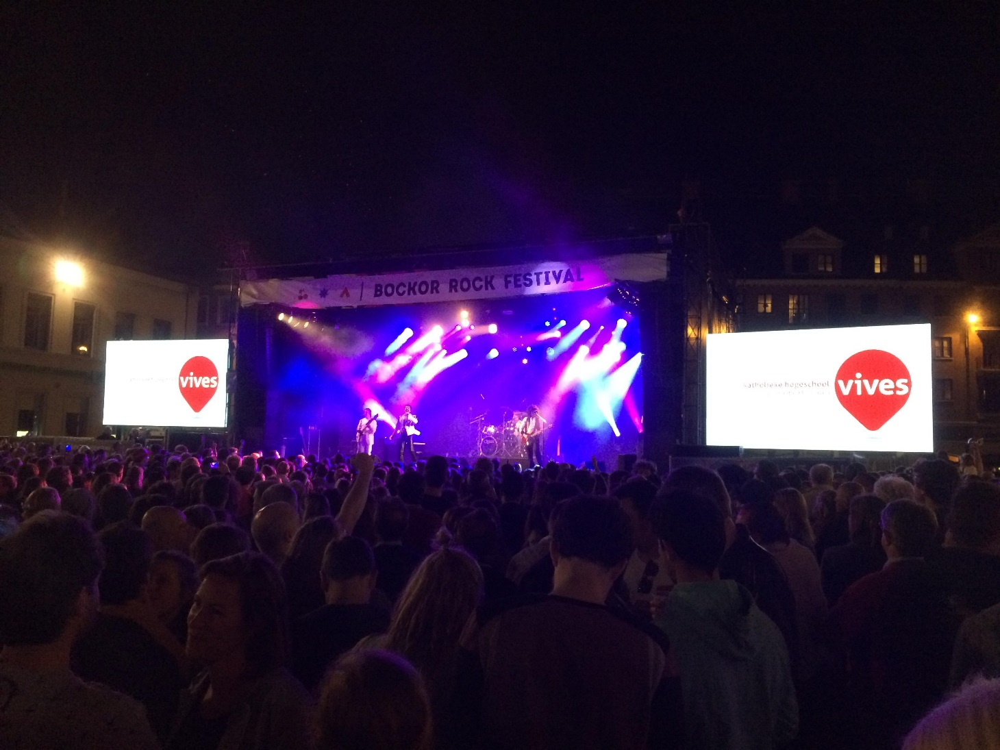 BOCKOR ROCK FESTIVAL
vives
katholieke hogeschool
vives